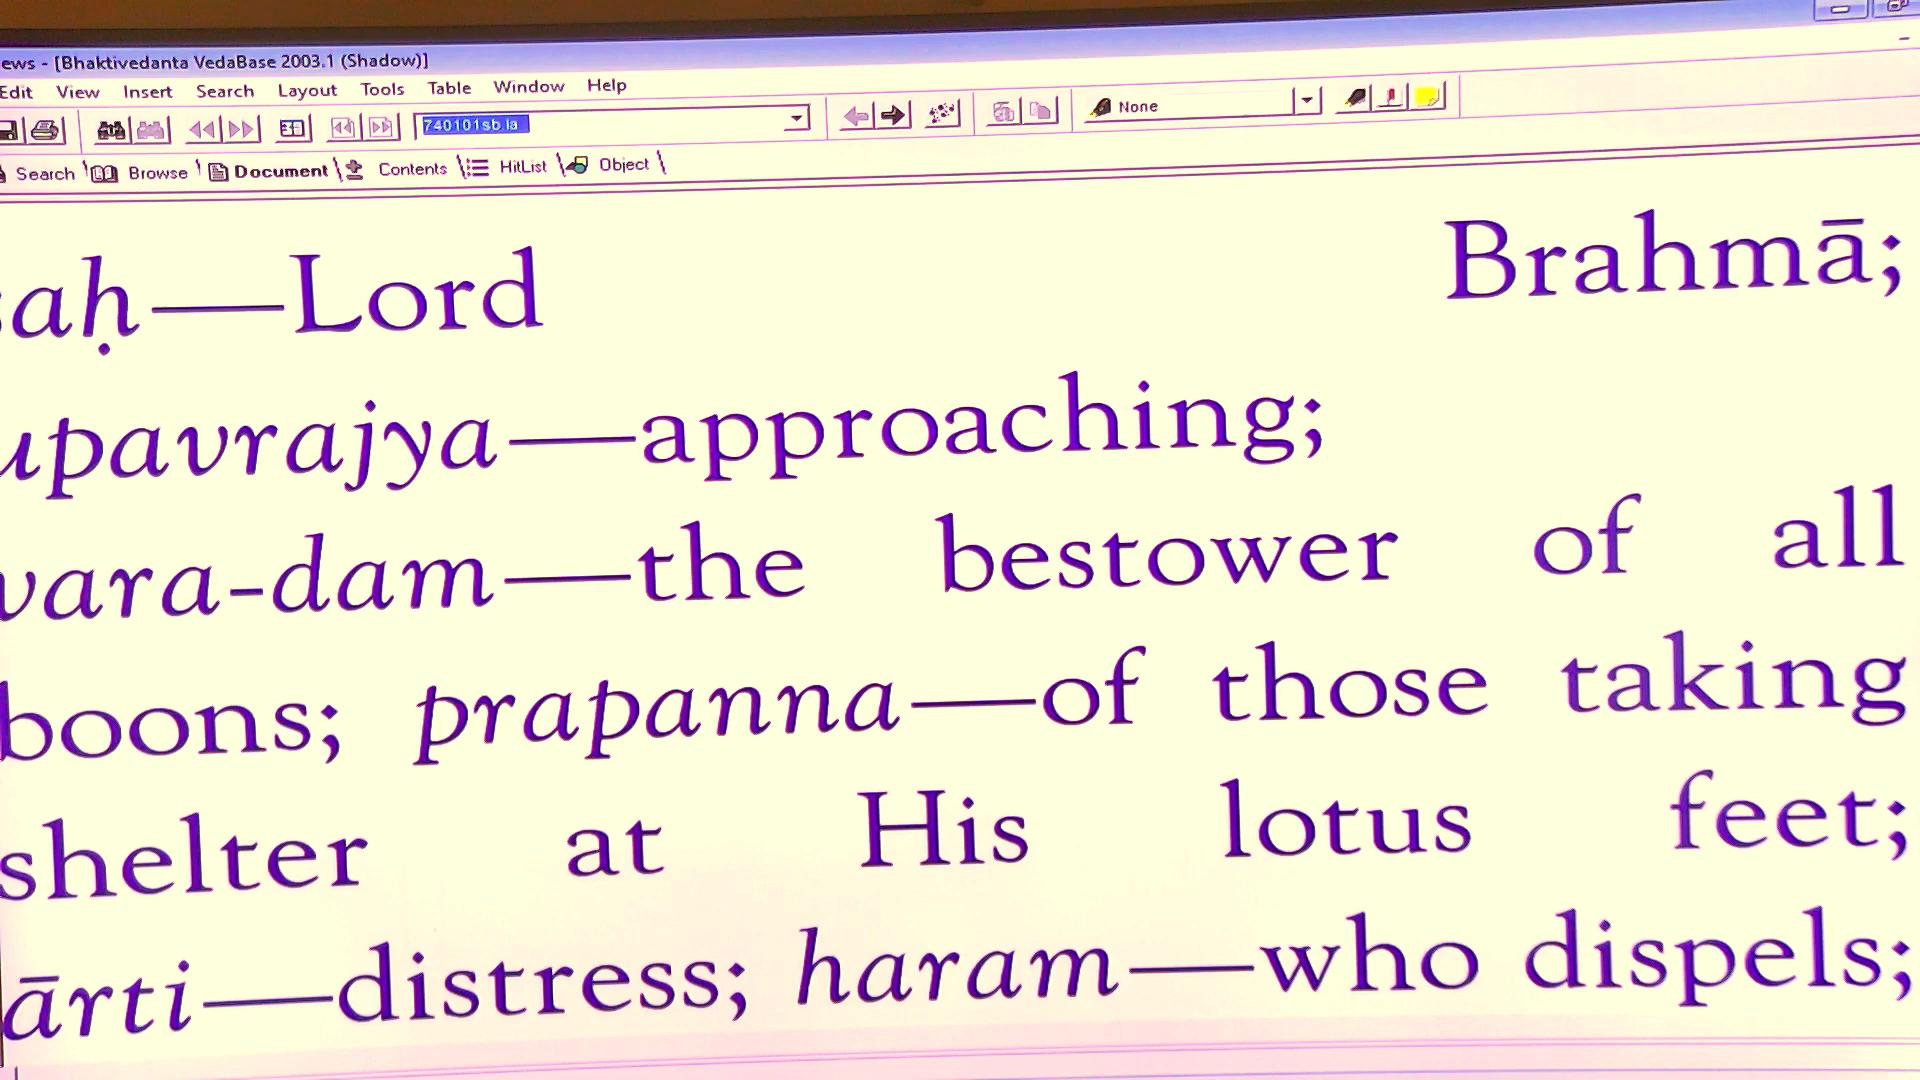 ews - [Bhaktivedanta VedaBase 2003.1 (Shadow)]
Edit View Insert Search Layout Tools Table Window Help
740101sb.la None
Search Browse Document Contents HitList Object
aḥ—Lord Brahmā;
upavrajya—approaching;
vara-dam—the bestower of all
boons; prapanna—of those taking
shelter at His lotus feet;
ārti—distress; haram—who dispels;